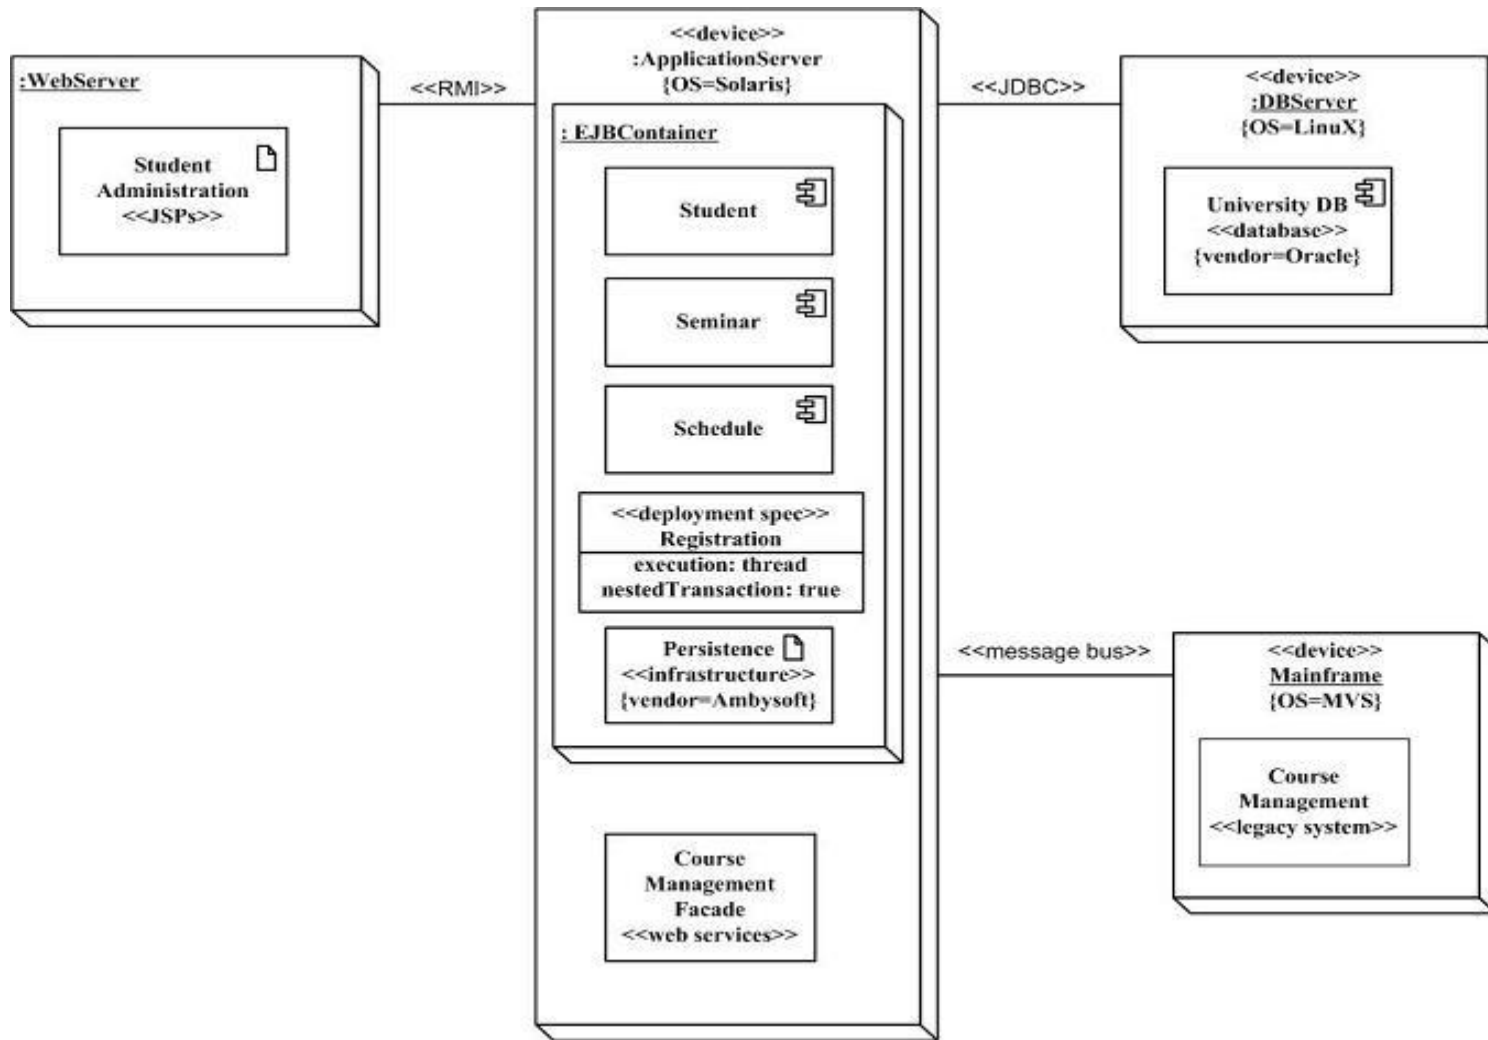 :WebServer
Student
Administration
<<JSPs>>
<<RMI>>
<<device>>
:ApplicationServer
{OS=Solaris}
: EJBContainer
Student
Seminar
Schedule
<<deployment spec>>
Registration
execution: thread
nestedTransaction: true
Persistence
<<infrastructure>>
{vendor=Ambysoft}
Course
Management
Facade
<<web services>>
<<JDBC>>
<<device>>
:DBServer
{OS=LinuX}
University DB
<<database>>
{vendor=Oracle}
<<message bus>>
<<device>>
Mainframe
{OS=MVS}
Course
Management
<<legacy system>>